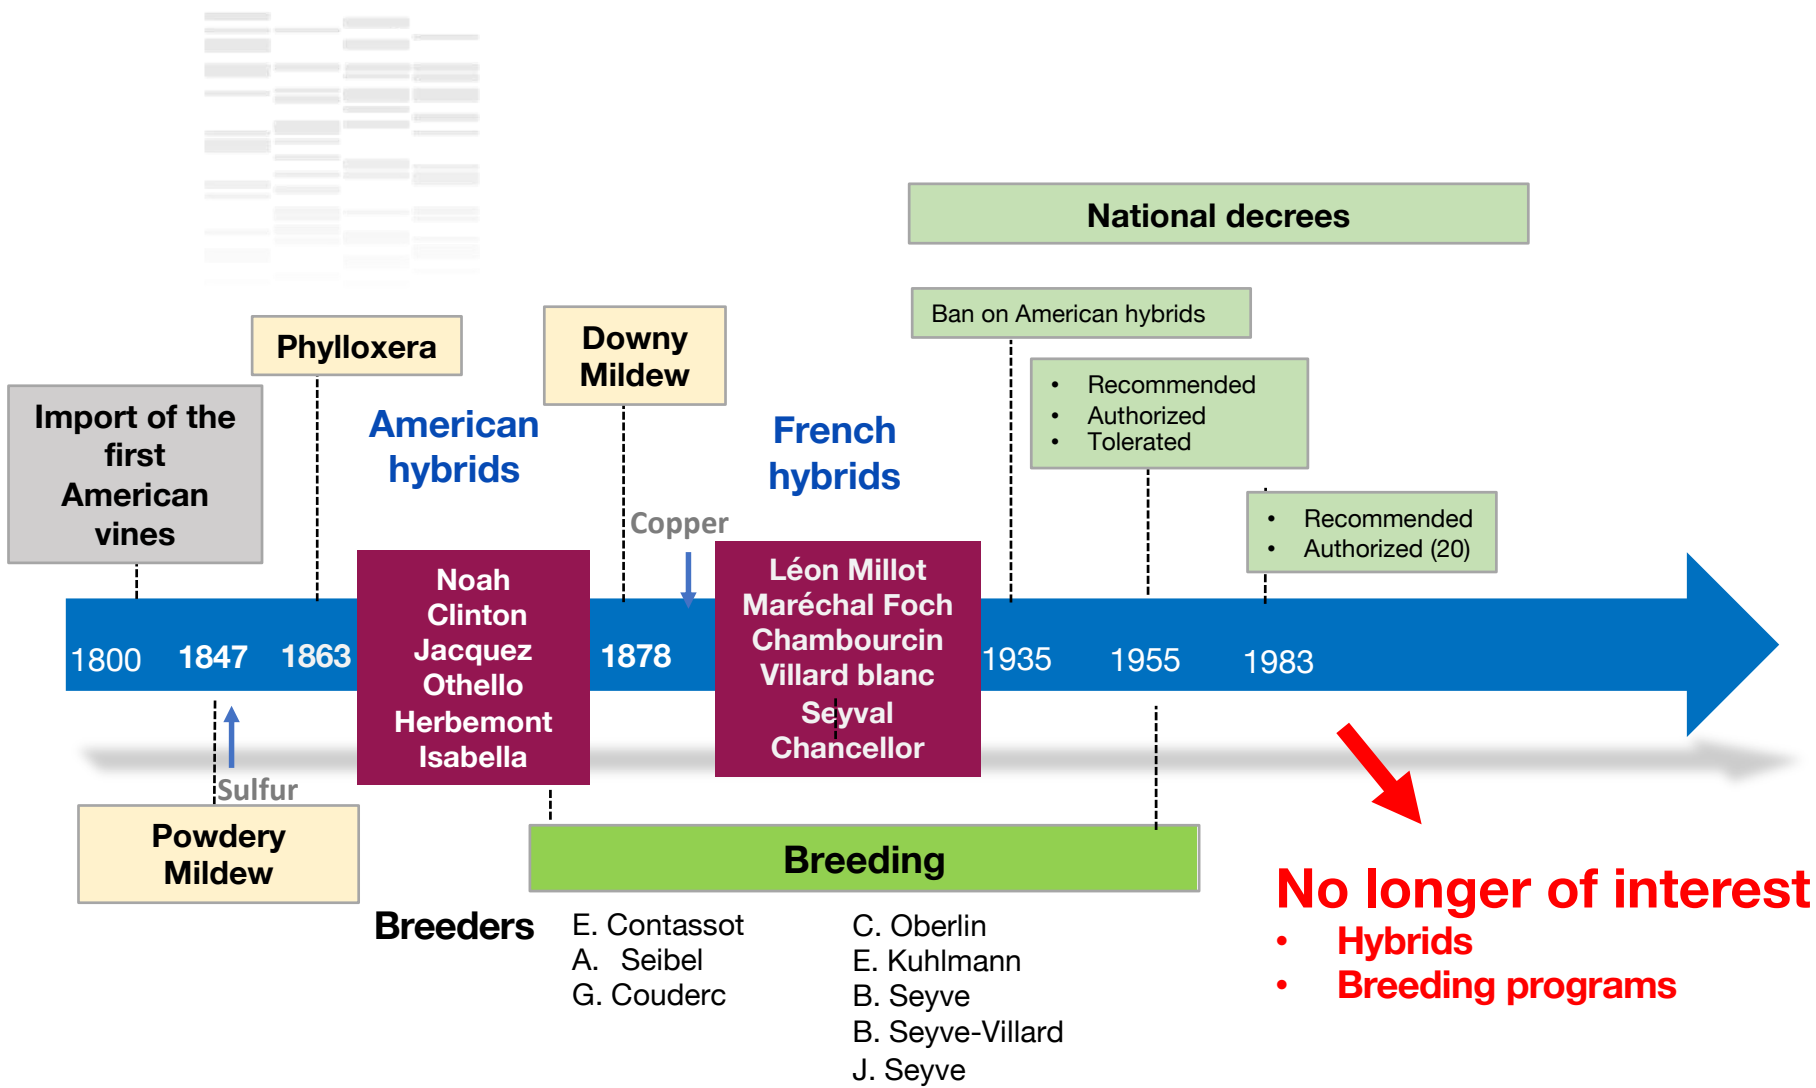 National decrees
Ban on American hybrids
Phylloxera
Downy
Mildew
• Recommended
• Authorized
• Tolerated
Import of the
first
American
vines
American
hybrids
French
hybrids
Copper
• Recommended
• Authorized (20)
Noah
Clinton
Jacquez
Othello
Herbemont
Isabella
Léon Millot
Maréchal Foch
Chambourcin
Villard blanc
Seyval
Chancellor
1800 1847 1863 1878 1935 1955 1983
Sulfur
Powdery
Mildew
Breeding
No longer of interest
• Hybrids
• Breeding programs
Breeders
E. Contassot
A. Seibel
G. Couderc
C. Oberlin
E. Kuhlmann
B. Seyve
B. Seyve-Villard
J. Seyve